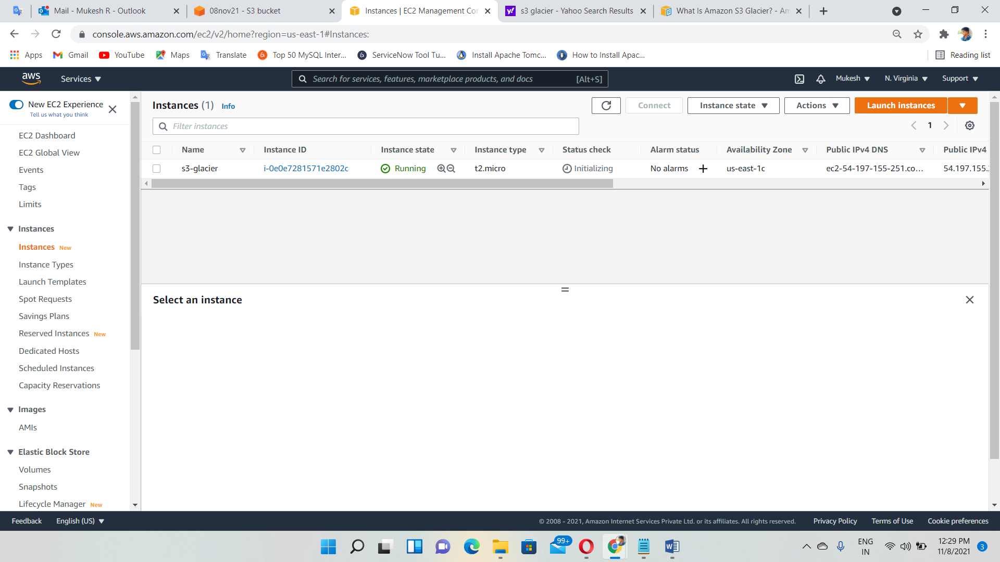 Mail - Mukesh R - Outlook
08nov21 - S3 bucket
Instances | EC2 Management Con
s3 glacier - Yahoo Search Results
What Is Amazon S3 Glacier? - Am
console.aws.amazon.com/ec2/v2/home?region=us-east-1#Instances:
Apps
Gmail
YouTube
Maps
Translate
Top 50 MySQL Inter...
ServiceNow Tool Tu...
Install Apache Tomc...
How to Install Apac...
Reading list
aws
Services
Search for services, features, marketplace products, and docs
[Alt+S]
Mukesh
N. Virginia
Support
New EC2 Experience
Tell us what you think
EC2 Dashboard
EC2 Global View
Events
Tags
Limits
Instances
Instances New
Instance Types
Launch Templates
Spot Requests
Savings Plans
Reserved Instances New
Dedicated Hosts
Scheduled Instances
Capacity Reservations
Images
AMIs
Elastic Block Store
Volumes
Snapshots
Lifecycle Manager New
Instances (1) Info
Connect
Instance state
Actions
Launch instances
Filter instances
1
Name
Instance ID
Instance state
Instance type
Status check
Alarm status
Availability Zone
Public IPv4 DNS
Public IPv4
s3-glacier
i-0e0e7281571e2802c
Running
t2.micro
Initializing
No alarms
us-east-1c
ec2-54-197-155-251.co...
54.197.155.
Select an instance
Feedback
English (US)
© 2008 - 2021, Amazon Internet Services Private Ltd. or its affiliates. All rights reserved.
Privacy Policy
Terms of Use
Cookie preferences
99+
ENG
IN
12:29 PM
11/8/2021
3